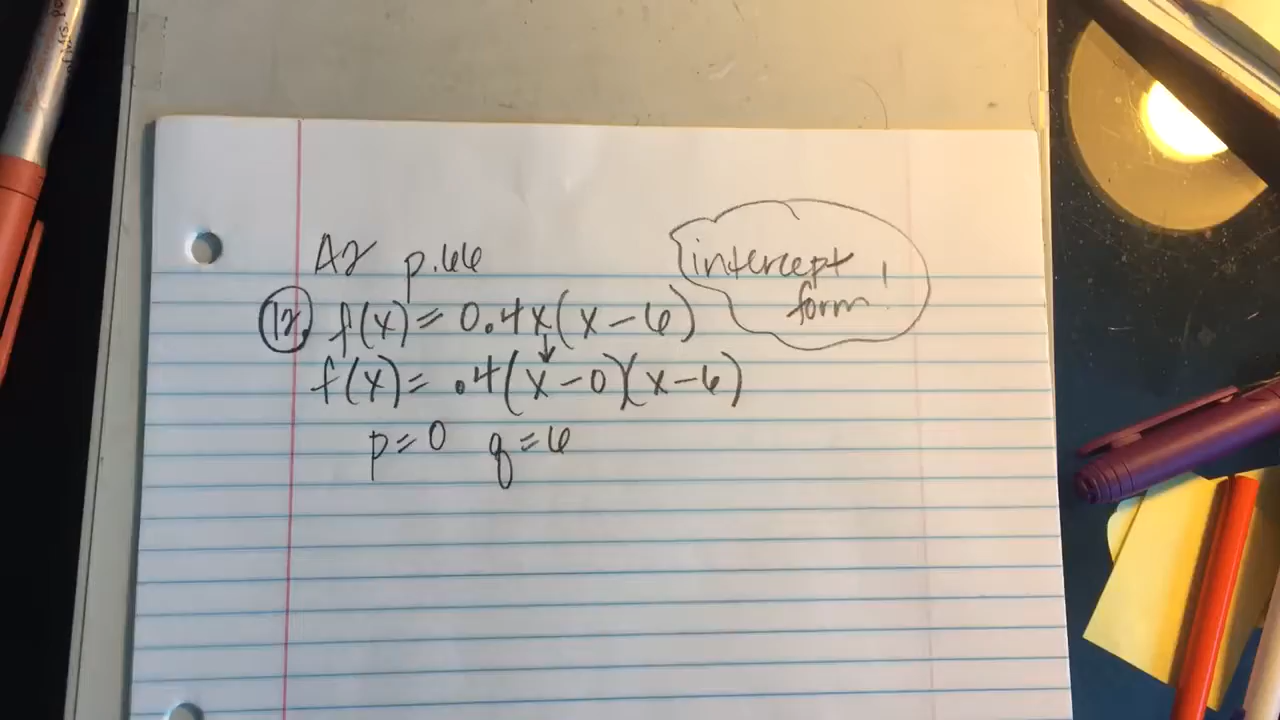 A2 p.66
intercept
form!
12. f(x) = 0.4x(x-6)
f(x) = .4(x-0)(x-6)
p=0 q=6